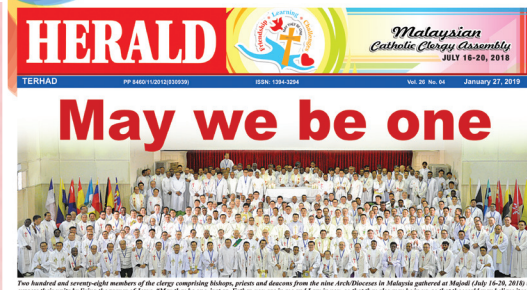 HERALD
Friendship • Learning • Challenge
Malaysian
Catholic Clergy Assembly
JULY 16-20, 2018
TERHAD PP 8460/11/2012(030939) ISSN: 1394-3294 Vol. 26 No. 04 January 27, 2019
May we be one
Two hundred and seventy-eight members of the clergy comprising bishops, priests and deacons from the nine Arch/Dioceses in Malaysia gathered at Majodi (July 16-20, 2018)